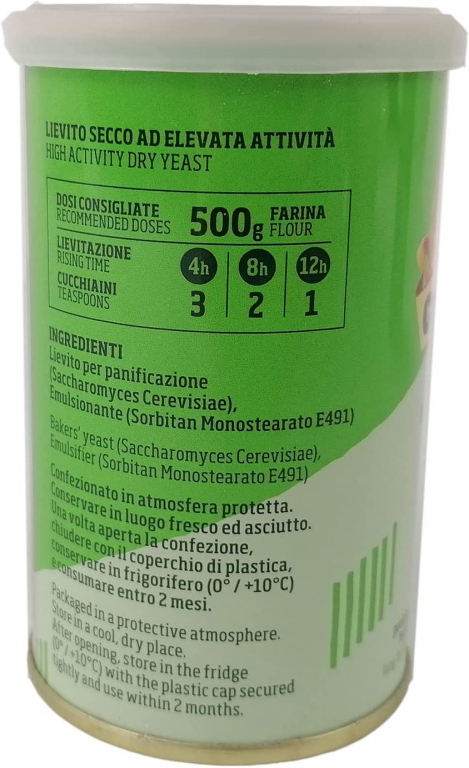 LIEVITO SECCO AD ELEVATA ATTIVITÀ
HIGH ACTIVITY DRY YEAST
DOSI CONSIGLIATE
RECOMMENDED DOSES
500g FARINA
FLOUR
LIEVITAZIONE
RISING TIME
4h 8h 12h
CUCCHIAINI
TEASPOONS
3 2 1
INGREDIENTI
Lievito per panificazione
(Saccharomyces Cerevisiae),
Emulsionante (Sorbitan Monostearato E491)
Bakers' yeast (Saccharomyces Cerevisiae),
Emulsifier (Sorbitan Monostearato E491)
Confezionato in atmosfera protetta.
Conservare in luogo fresco ed asciutto.
Una volta aperta la confezione,
chiudere con il coperchio di plastica,
conservare in frigorifero (0° / +10°C)
e consumare entro 2 mesi.
Packaged in a protective atmosphere.
Store in a cool, dry place.
After opening, store in the fridge
(0° / +10°C) with the plastic cap secured
tightly and use within 2 months.